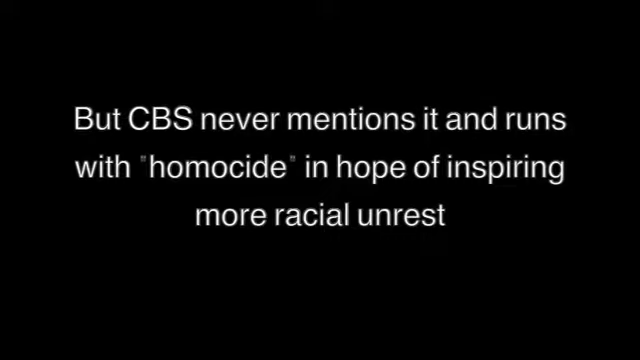 But CBS never mentions it and runs
with "homocide" in hope of inspiring
more racial unrest